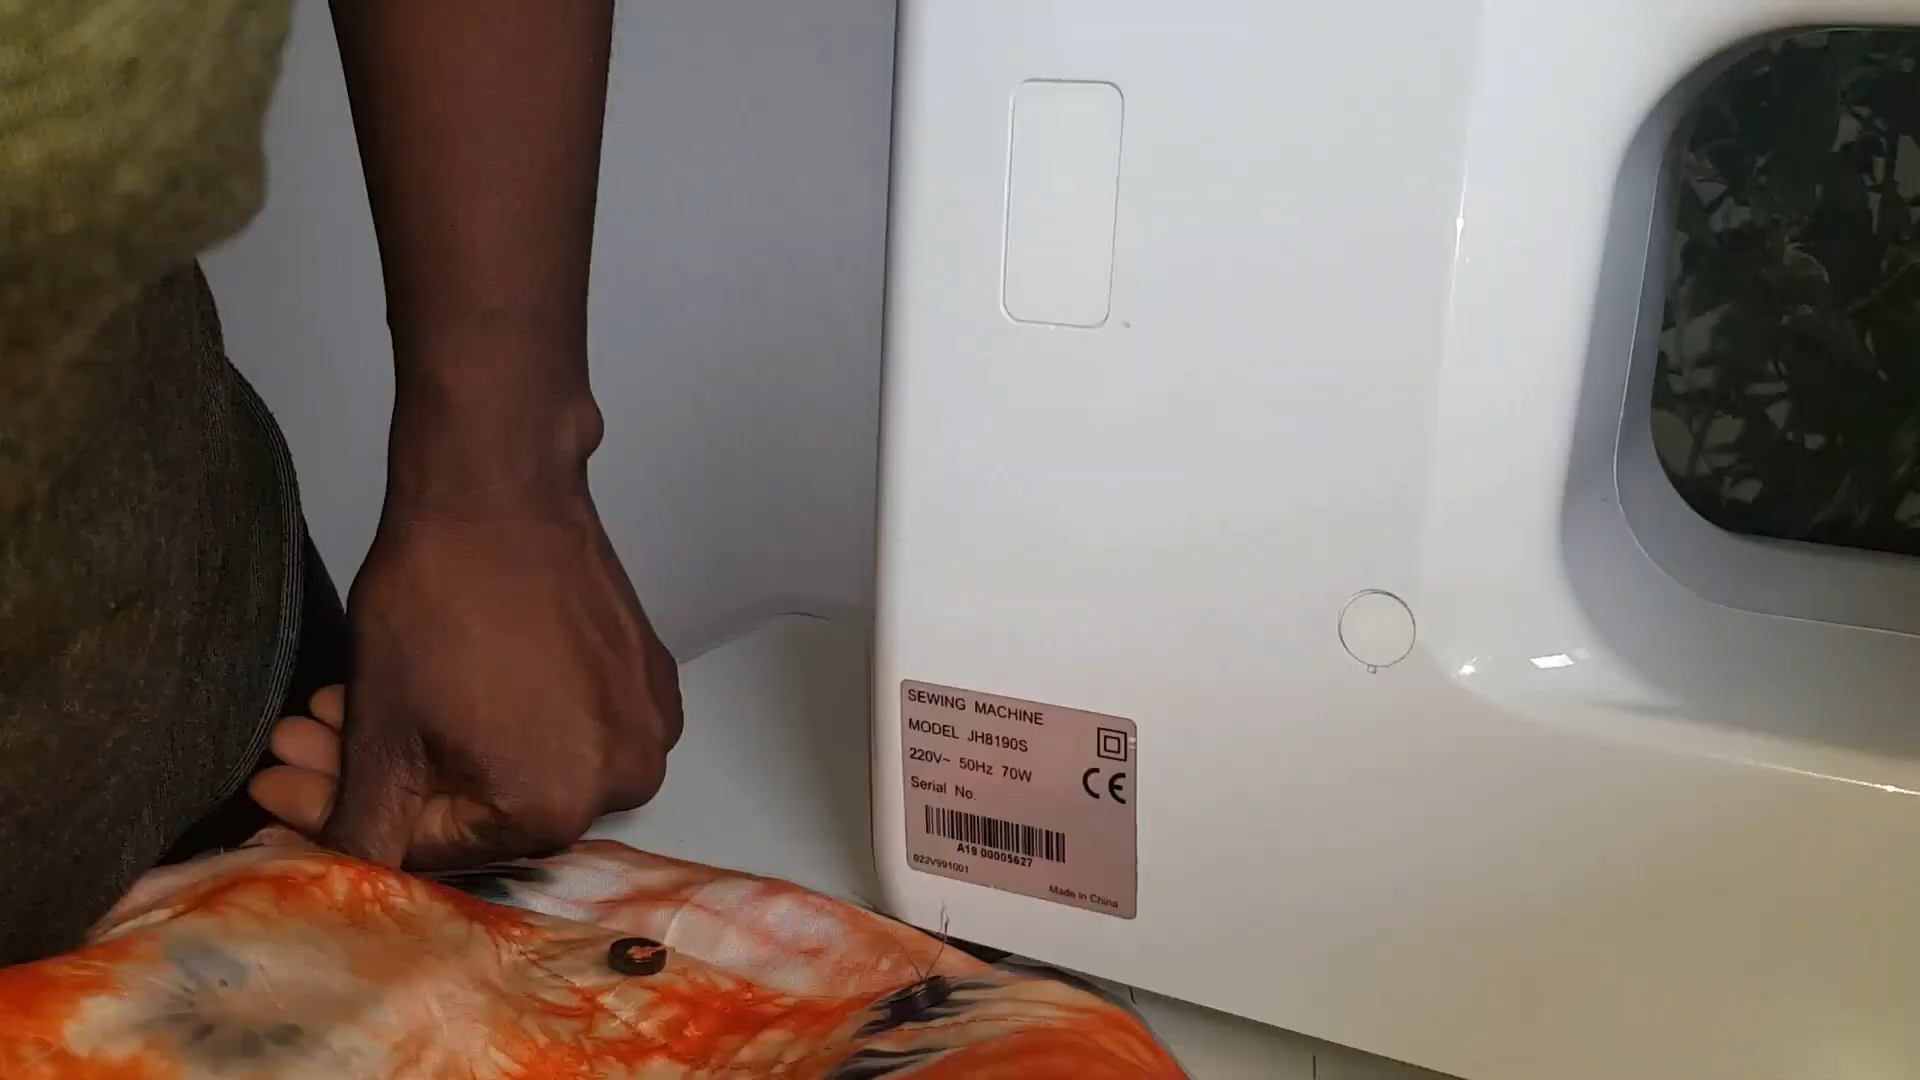 SEWING MACHINE
MODEL JH8190S
220V~ 50Hz 70W
CE
Serial No.
A19 00005627
022V991001
Made in China